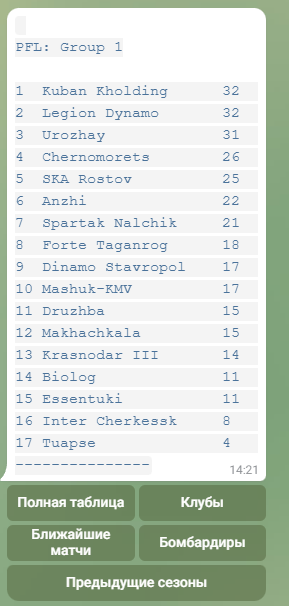 PFL: Group 1
1 Kuban Kholding 32
2 Legion Dynamo 32
3 Urozhay 31
4 Chernomorets 26
5 SKA Rostov 25
6 Anzhi 22
7 Spartak Nalchik 21
8 Forte Taganrog 18
9 Dinamo Stavropol 17
10 Mashuk-KMV 17
11 Druzhba 15
12 Makhachkala 15
13 Krasnodar III 14
14 Biolog 11
15 Essentuki 11
16 Inter Cherkessk 8
17 Tuapse 4
---------------
14:21
Полная таблица Клубы
Ближайшие
матчи
Бомбардиры
Предыдущие сезоны